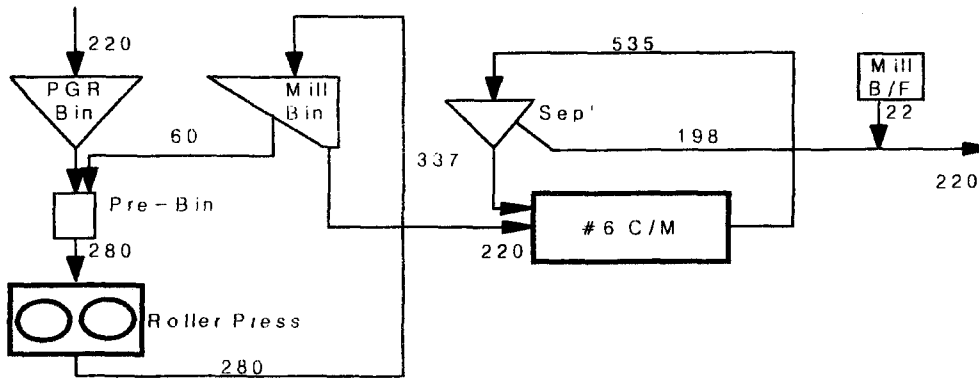 220
PGR
Bin
Mill
Bin
535
Mill
B/F
Sep'
22
60
198
337
220
Pre-Bin
#6 C/M
280
220
Roller Press
280